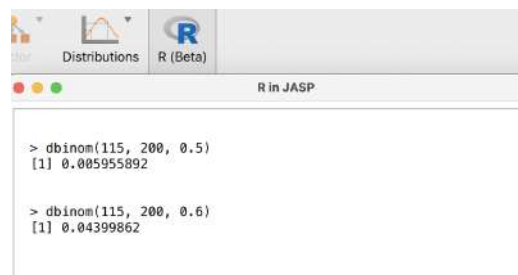 Distributions
R (Beta)
R in JASP
> dbinom(115, 200, 0.5)
[1] 0.005955892
> dbinom(115, 200, 0.6)
[1] 0.04399862